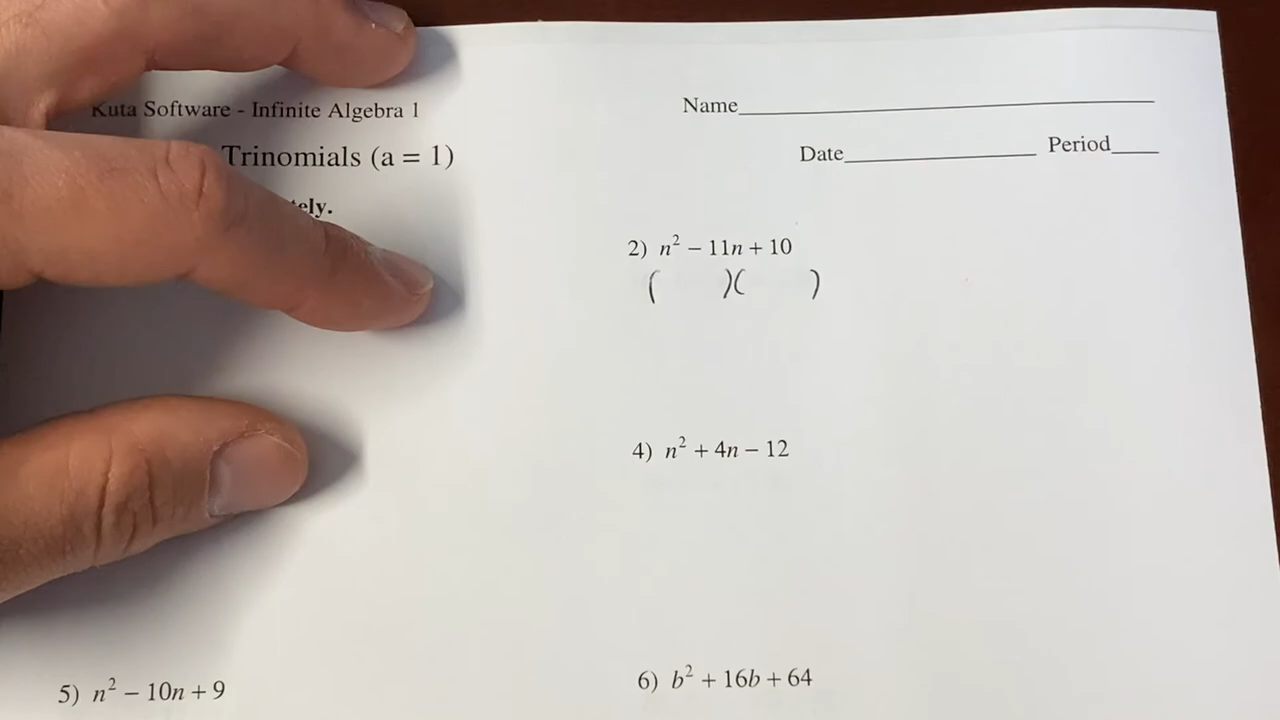 Kuta Software - Infinite Algebra 1
Name
Trinomials (a = 1)
Date Period
2) n² − 11n + 10
( )( )
4) n² + 4n − 12
5) n² − 10n + 9
6) b² + 16b + 64